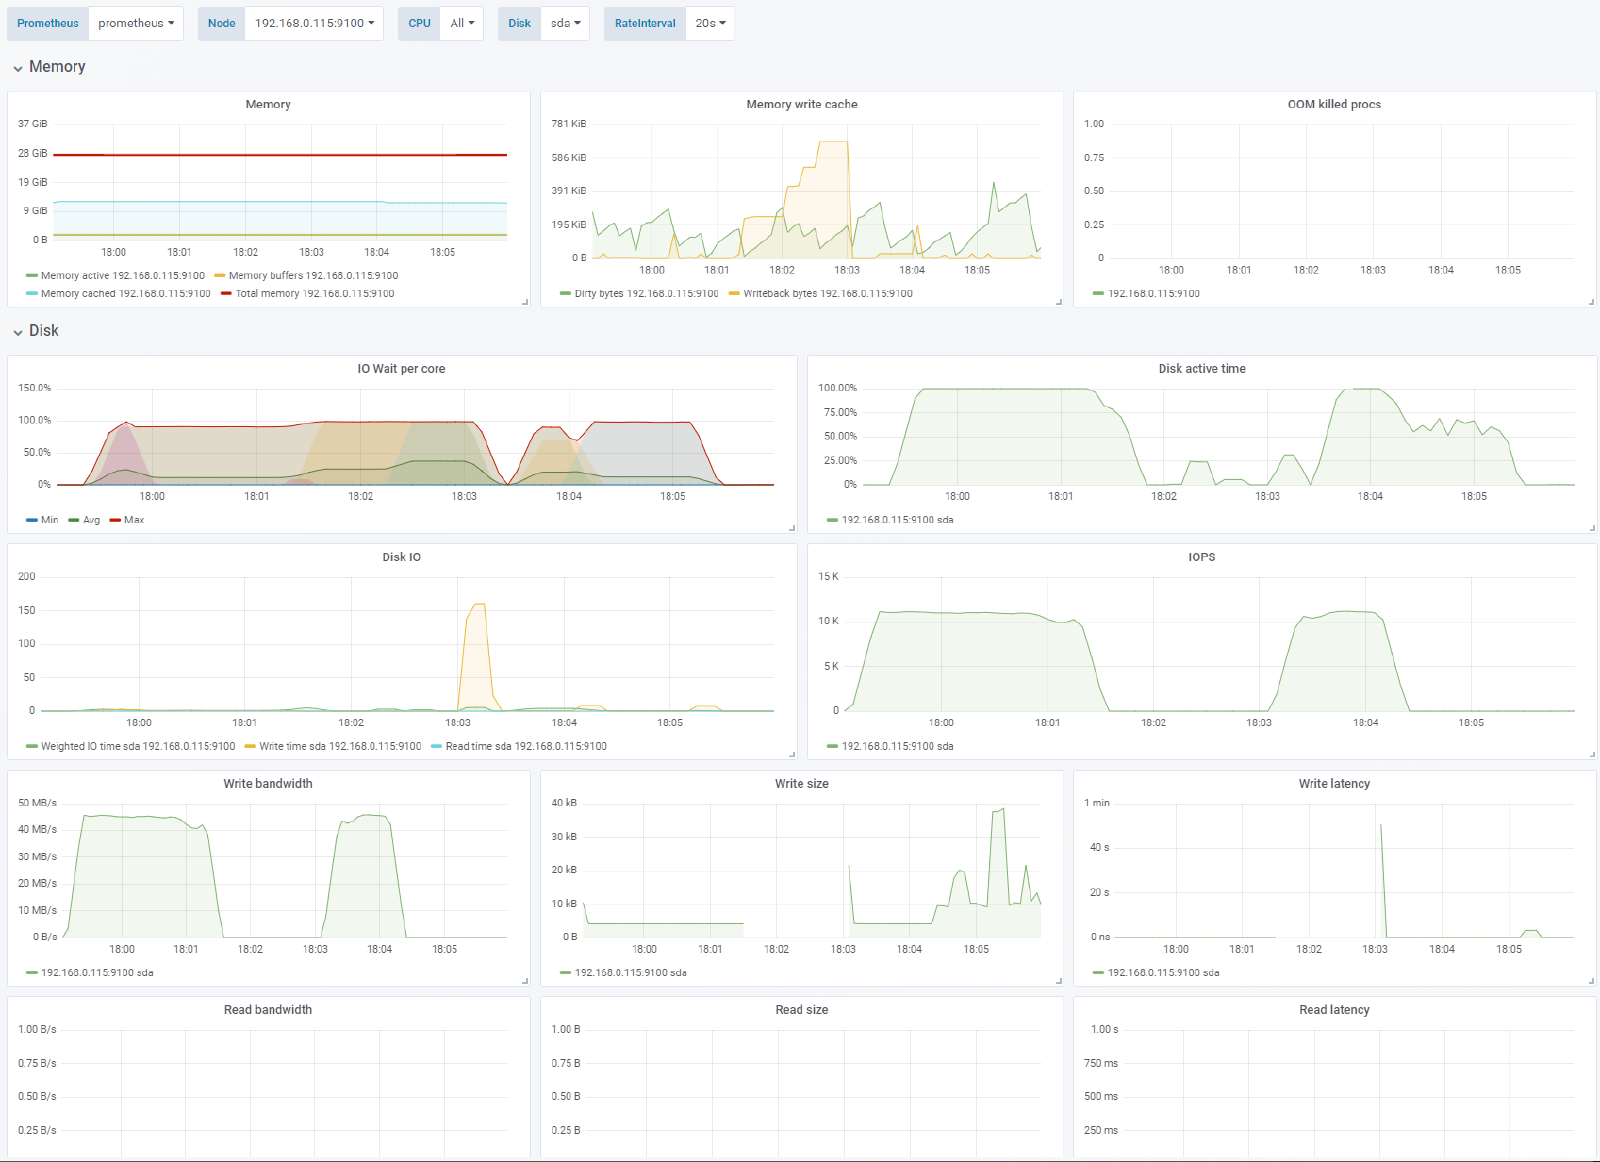 Prometheus prometheus Node 192.168.0.115:9100 CPU All Disk sda RateInterval 20s
Memory
Memory
37 GiB
28 GiB
19 GiB
9 GiB
0 B
18:00 18:01 18:02 18:03 18:04 18:05
Memory active 192.168.0.115:9100 Memory buffers 192.168.0.115:9100
Memory cached 192.168.0.115:9100 Total memory 192.168.0.115:9100
Memory write cache
781 KiB
586 KiB
391 KiB
195 KiB
0 B
18:00 18:01 18:02 18:03 18:04 18:05
Dirty bytes 192.168.0.115:9100 Writeback bytes 192.168.0.115:9100
OOM killed procs
1.00
0.75
0.50
0.25
0
18:00 18:01 18:02 18:03 18:04 18:05
192.168.0.115:9100
Disk
IO Wait per core
150.0%
100.0%
50.0%
0%
18:00 18:01 18:02 18:03 18:04 18:05
Min Avg Max
Disk active time
100.00%
75.00%
50.00%
25.00%
0%
18:00 18:01 18:02 18:03 18:04 18:05
192.168.0.115:9100 sda
Disk IO
200
150
100
50
0
18:00 18:01 18:02 18:03 18:04 18:05
Weighted IO time sda 192.168.0.115:9100 Write time sda 192.168.0.115:9100 Read time sda 192.168.0.115:9100
IOPS
15 K
10 K
5 K
0
18:00 18:01 18:02 18:03 18:04 18:05
192.168.0.115:9100 sda
Write bandwidth
50 MB/s
40 MB/s
30 MB/s
20 MB/s
10 MB/s
0 B/s
18:00 18:01 18:02 18:03 18:04 18:05
192.168.0.115:9100 sda
Write size
40 kB
30 kB
20 kB
10 kB
0 B
18:00 18:01 18:02 18:03 18:04 18:05
192.168.0.115:9100 sda
Write latency
1 min
40 s
20 s
0 ns
18:00 18:01 18:02 18:03 18:04 18:05
192.168.0.115:9100 sda
Read bandwidth
1.00 B/s
0.75 B/s
0.50 B/s
0.25 B/s
Read size
1.00 B
0.75 B
0.50 B
0.25 B
Read latency
1.00 s
750 ms
500 ms
250 ms